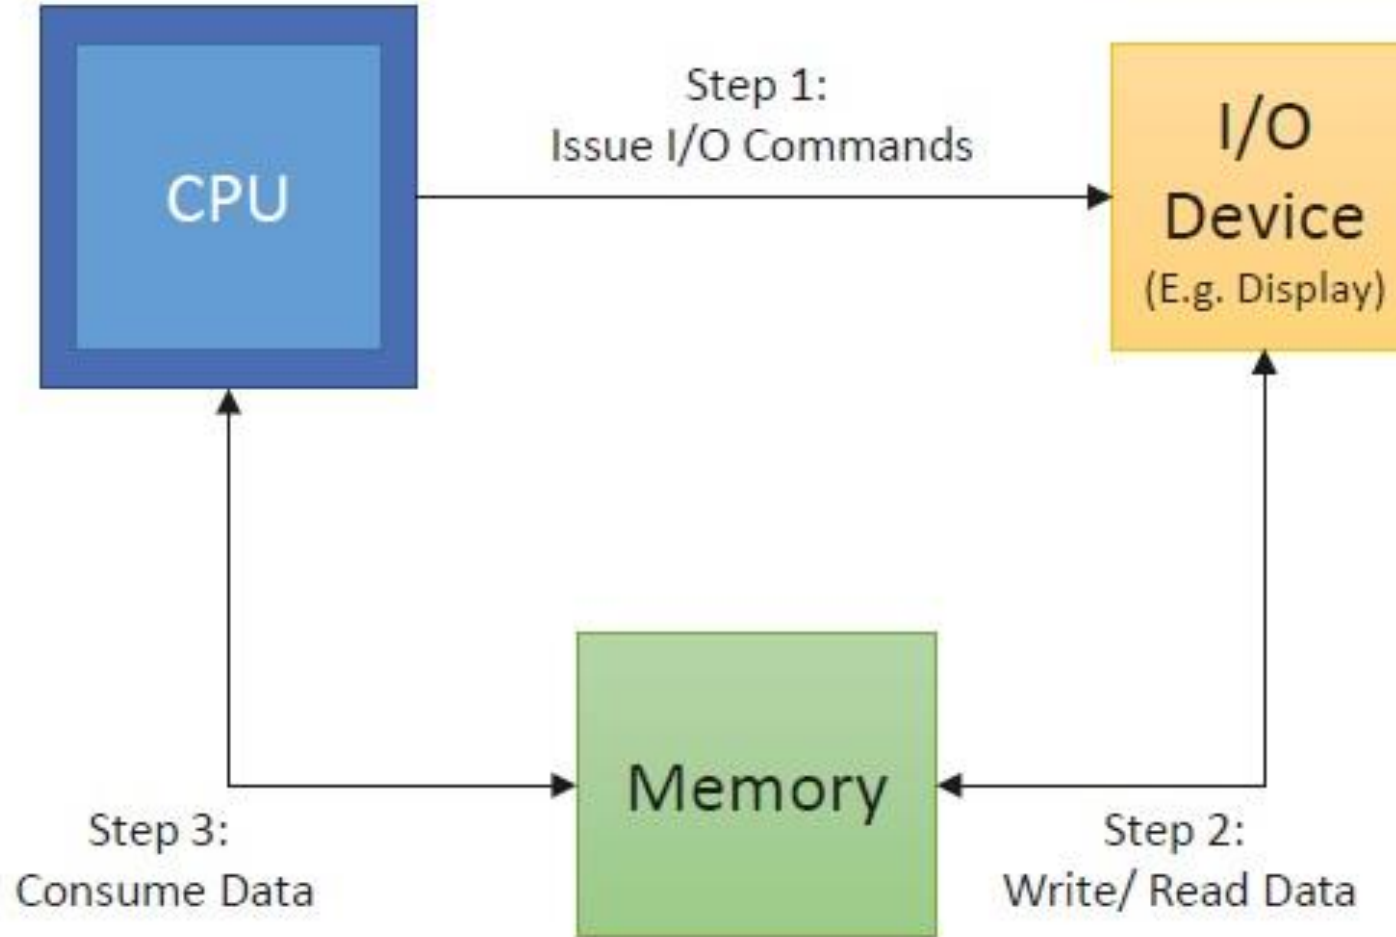 CPU
Step 1:
Issue I/O Commands
I/O
Device
(E.g. Display)
Memory
Step 3:
Consume Data
Step 2:
Write/ Read Data